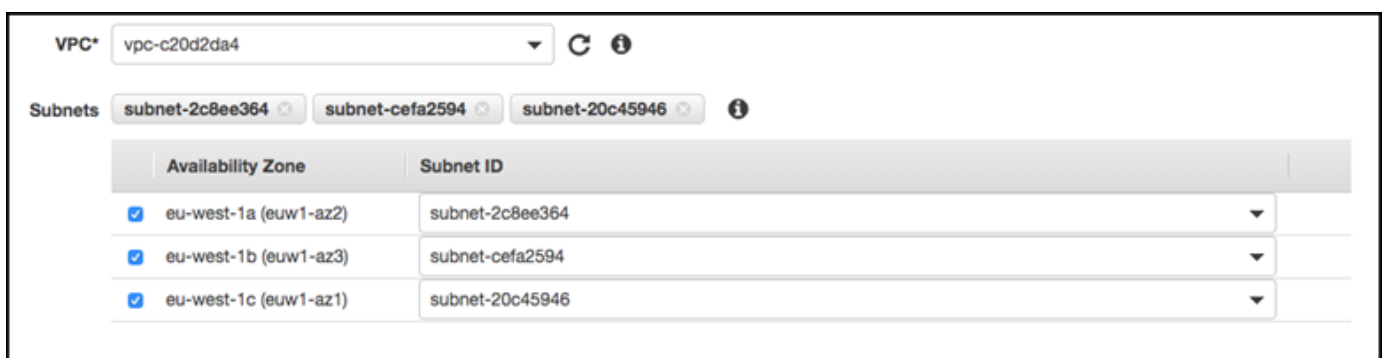 VPC* vpc-c20d2da4
Subnets subnet-2c8ee364 subnet-cefa2594 subnet-20c45946
Availability Zone Subnet ID
eu-west-1a (euw1-az2) subnet-2c8ee364
eu-west-1b (euw1-az3) subnet-cefa2594
eu-west-1c (euw1-az1) subnet-20c45946